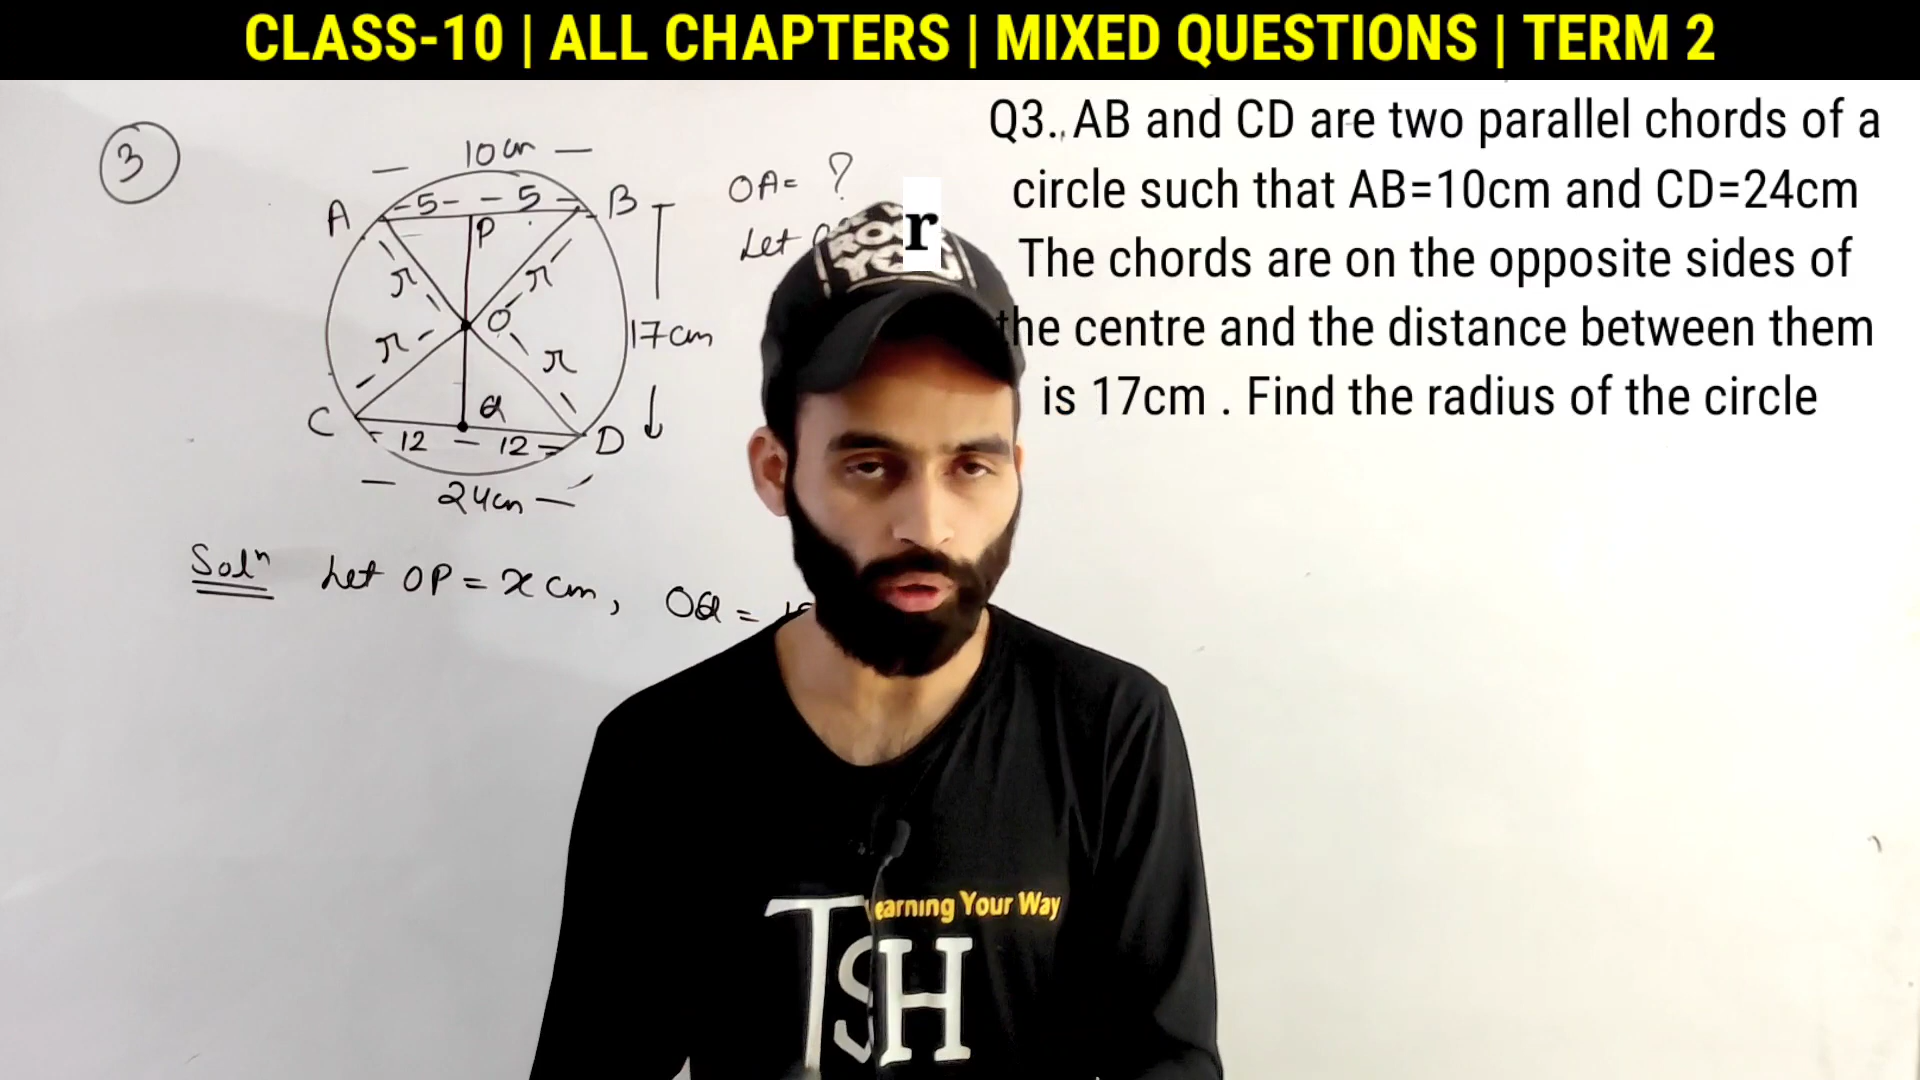 CLASS-10 | ALL CHAPTERS | MIXED QUESTIONS | TERM 2
3
10cm
-5- -5-
A
B
P
r
r
O
r
r
17cm
C
Q
D
12 - 12
24cm
OA= ?
Let
r
YO
Q3. AB and CD are two parallel chords of a
circle such that AB=10cm and CD=24cm
The chords are on the opposite sides of
the centre and the distance between them
is 17cm . Find the radius of the circle
Solⁿ Let OP = x cm, OQ =
earning Your Way
TSH